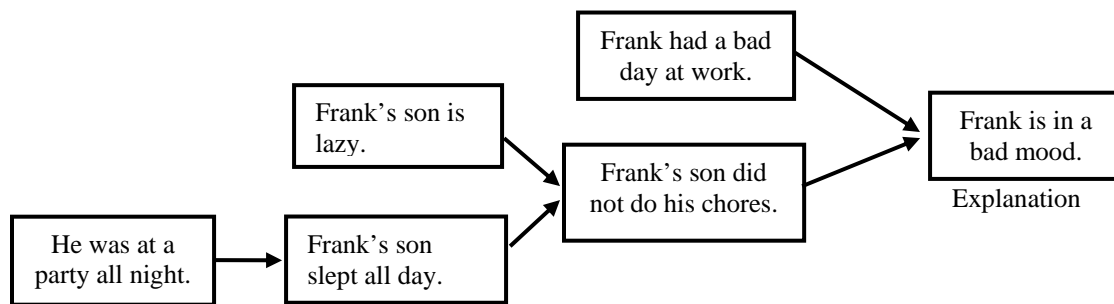 Frank had a bad
day at work.
Frank’s son is
lazy.
Frank is in a
bad mood.
Frank’s son did
not do his chores.
Explanation
He was at a
party all night.
Frank’s son
slept all day.